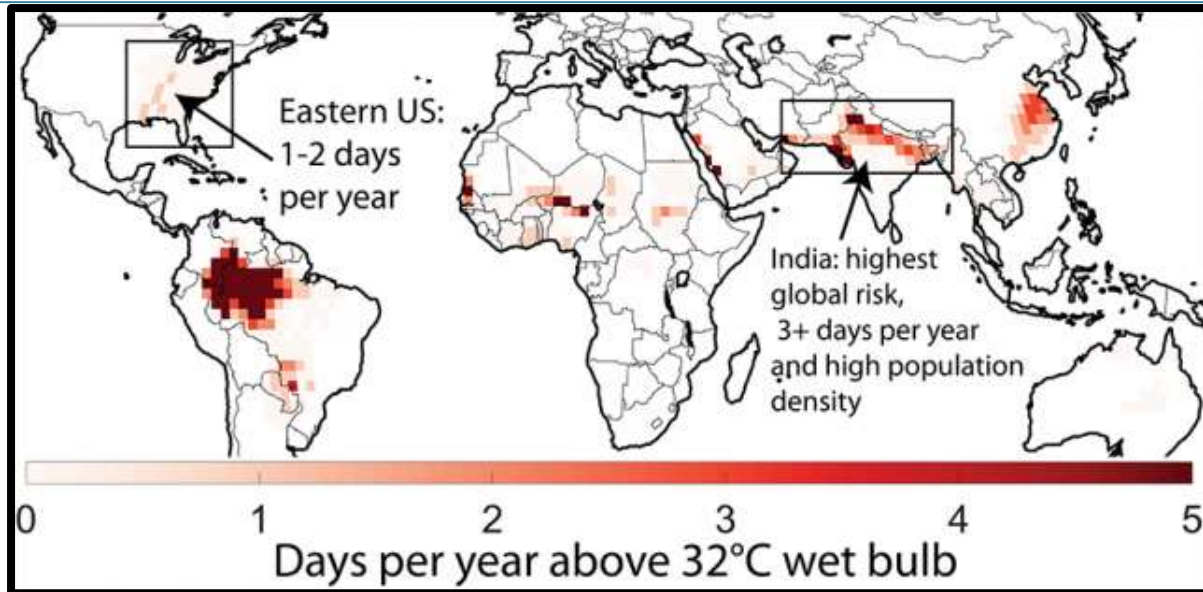 Eastern US:
1-2 days
per year
India: highest
global risk,
3+ days per year
and high population
density
0 1 2 3 4 5
Days per year above 32°C wet bulb